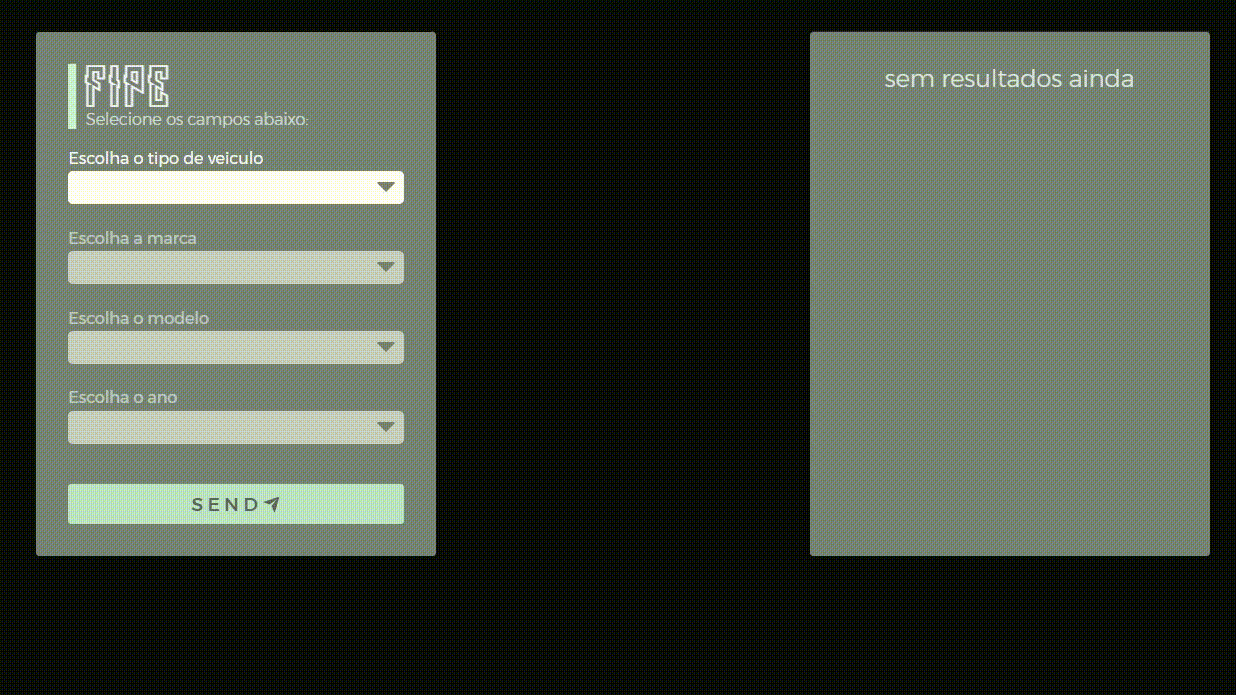 FIPE
Selecione os campos abaixo:
Escolha o tipo de veiculo
Escolha a marca
Escolha o modelo
Escolha o ano
SEND
sem resultados ainda